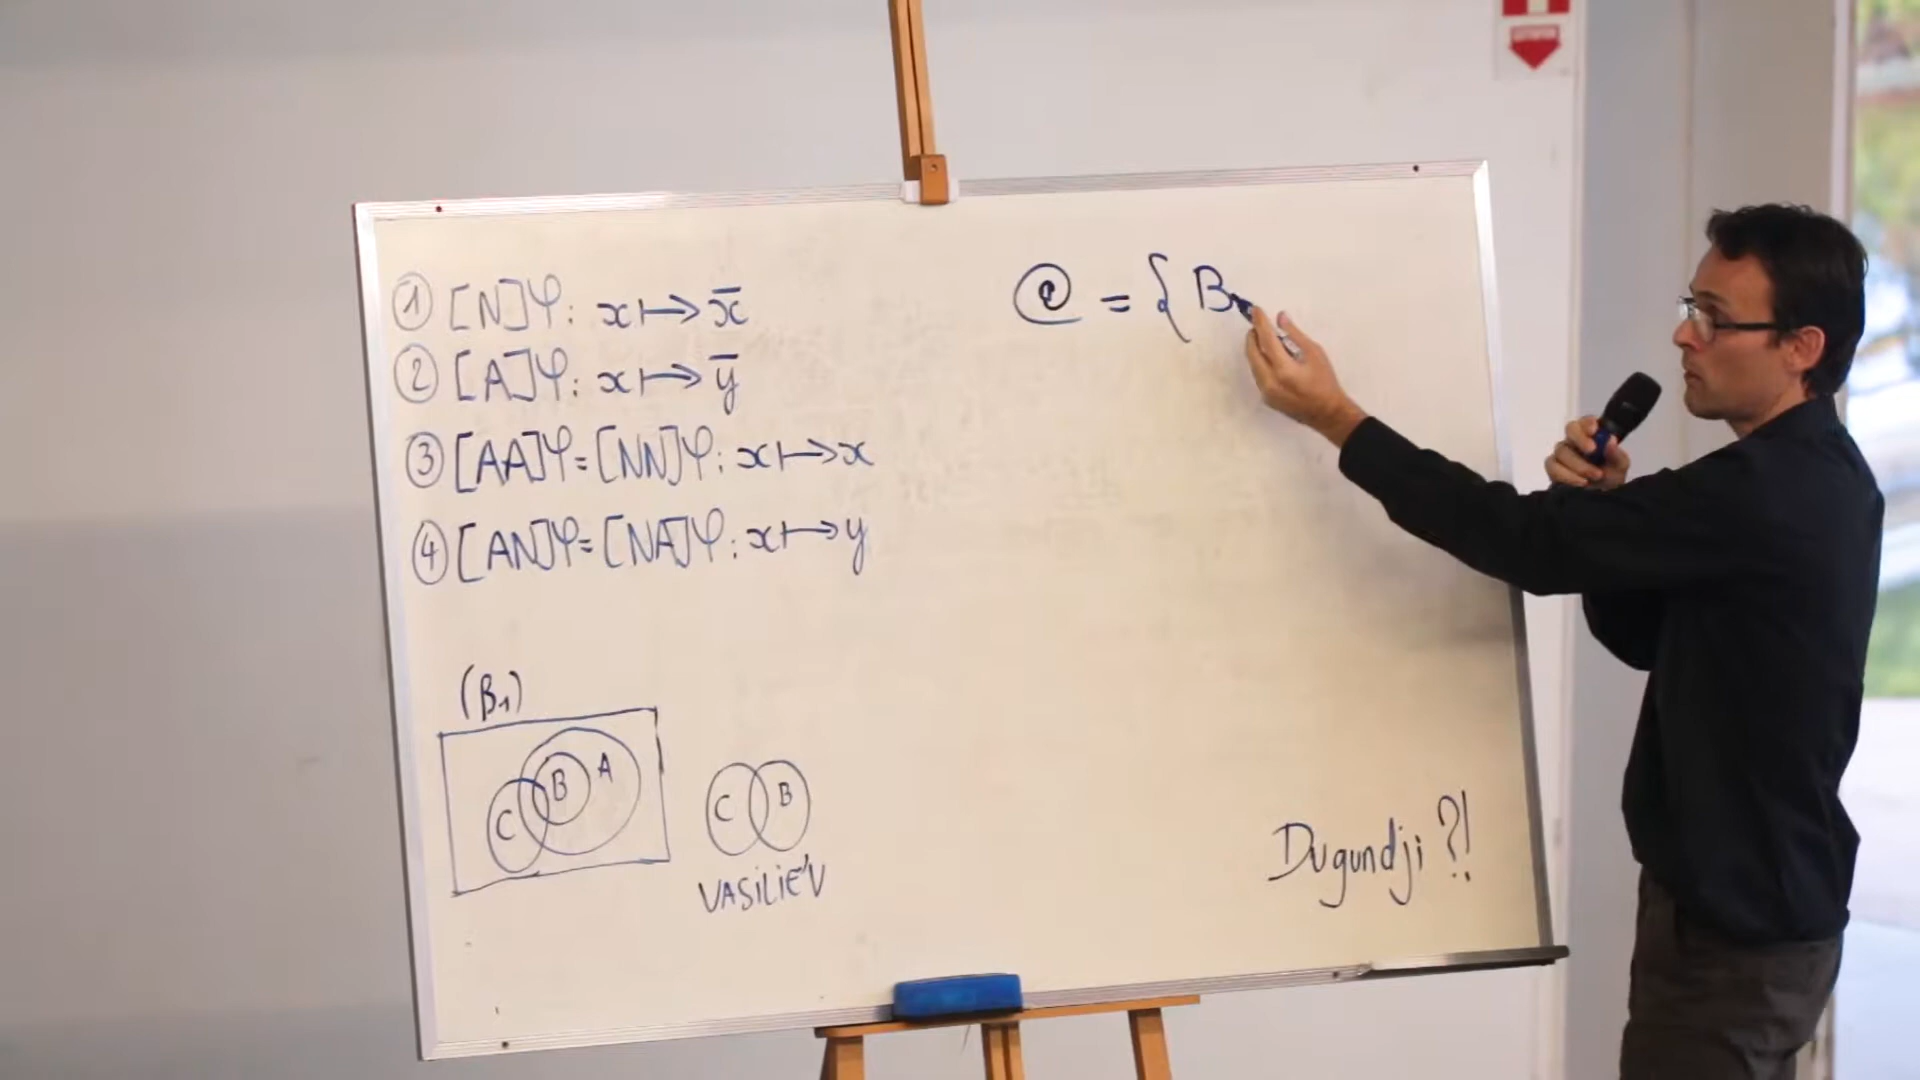 ① [N]φ: x ↦ x̄
② [A]φ: x ↦ ȳ
③ [AA]φ = [NN]φ: x ↦ x
④ [AN]φ = [NA]φ: x ↦ y
@ = { B
(β₁)
C B A
C B
VASILIE'V
Dugundji ?!